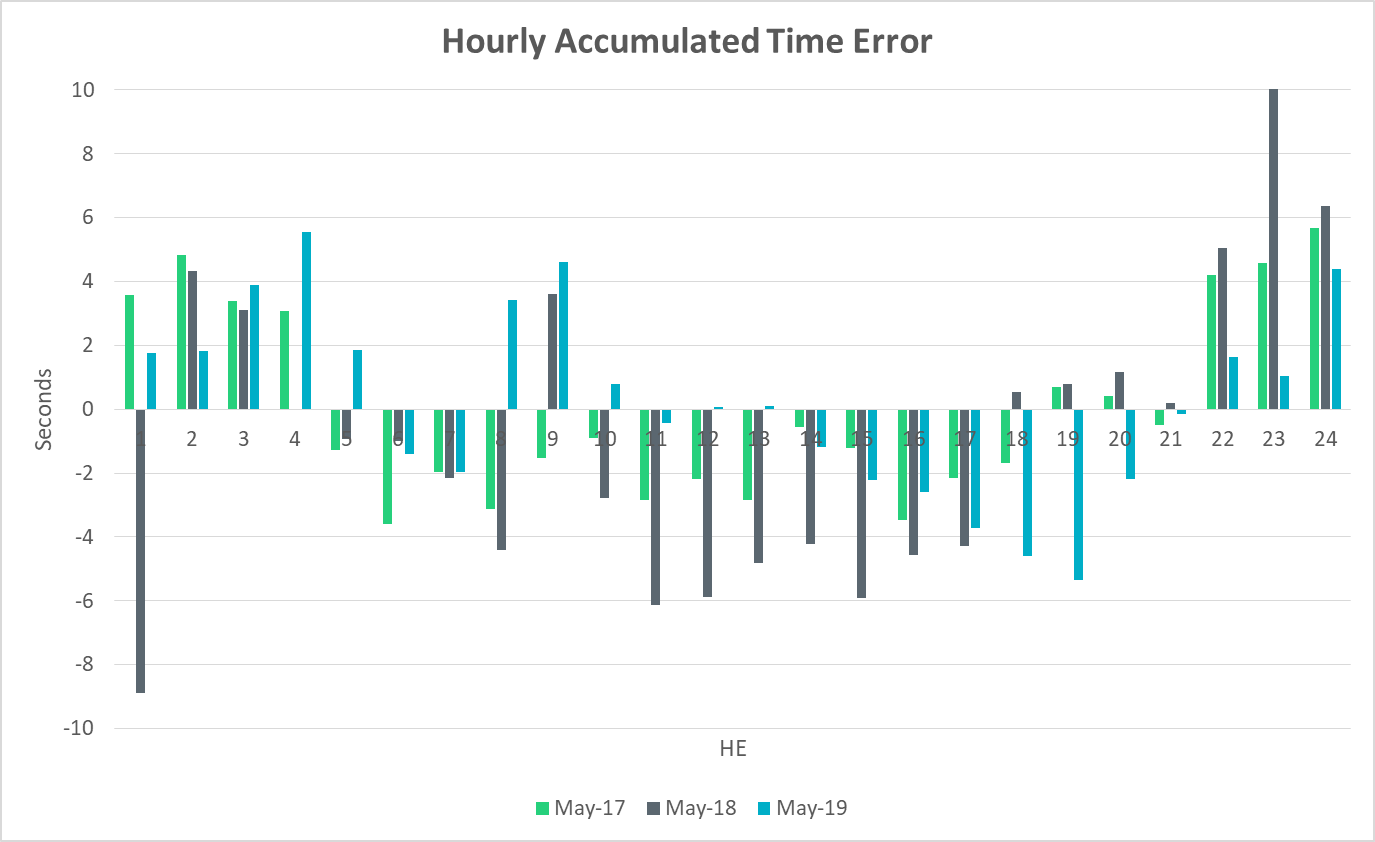 Hourly Accumulated Time Error
10
8
6
4
2
0
-2
-4
-6
-8
-10
Seconds
1 2 3 4 5 6 7 8 9 10 11 12 13 14 15 16 17 18 19 20 21 22 23 24
HE
May-17 May-18 May-19